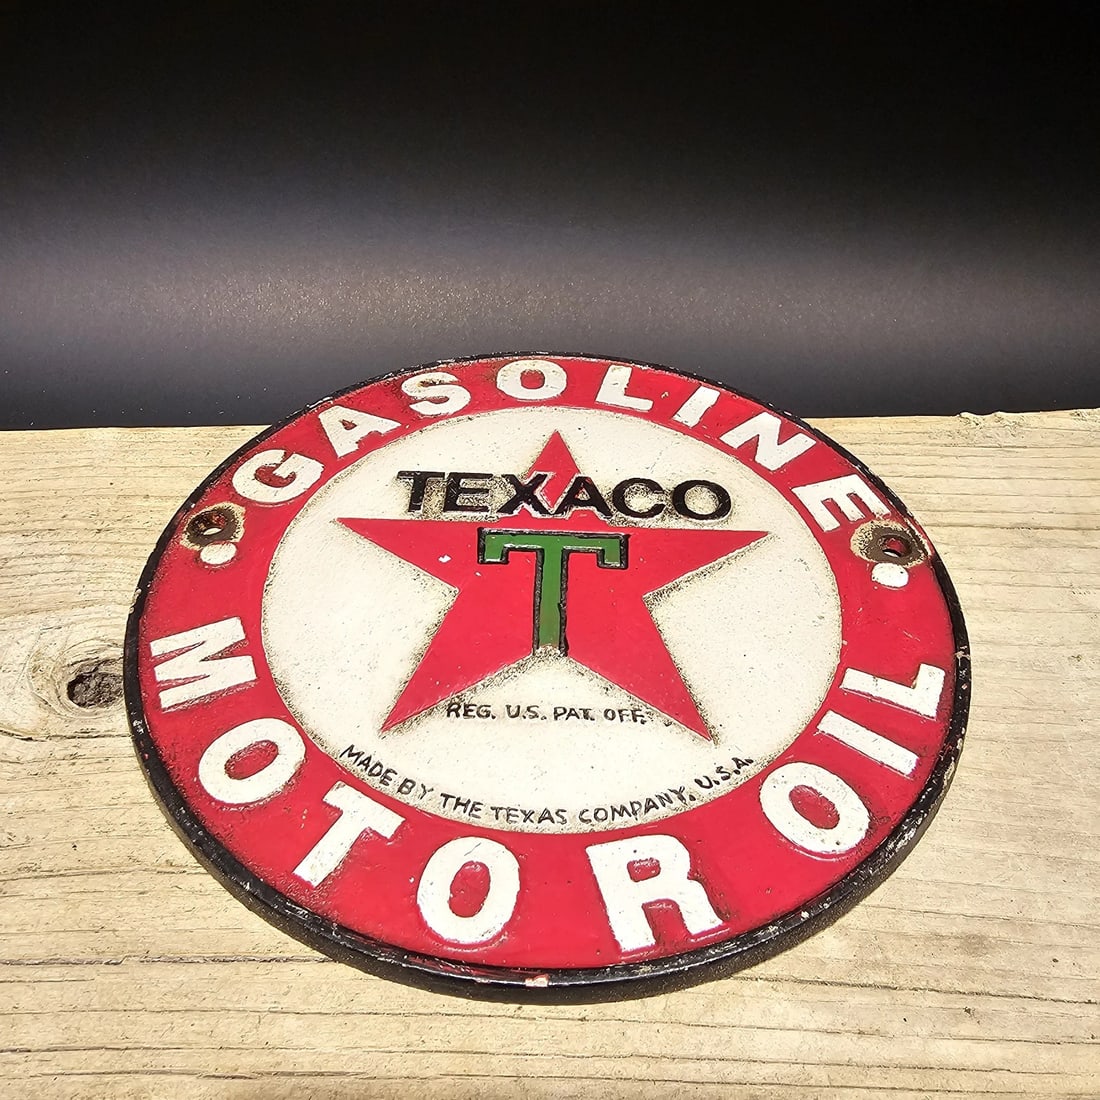 GASOLINE
TEXACO
T
REG. U.S. PAT. OFF.
MADE BY THE TEXAS COMPANY, U.S.A.
MOTOR OIL